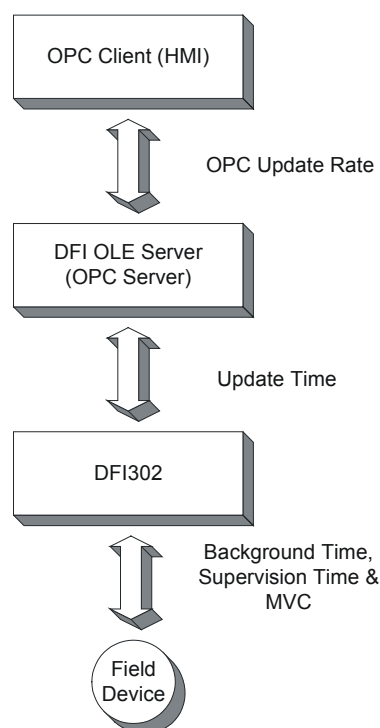 OPC Client (HMI)
OPC Update Rate
DFI OLE Server
(OPC Server)
Update Time
DFI302
Background Time,
Supervision Time &
MVC
Field
Device